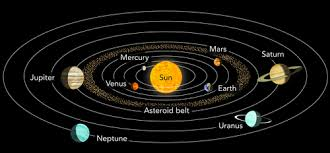 Mars
Saturn
Mercury
Jupiter
Sun
Venus
Earth
Asteroid belt
Uranus
Neptune